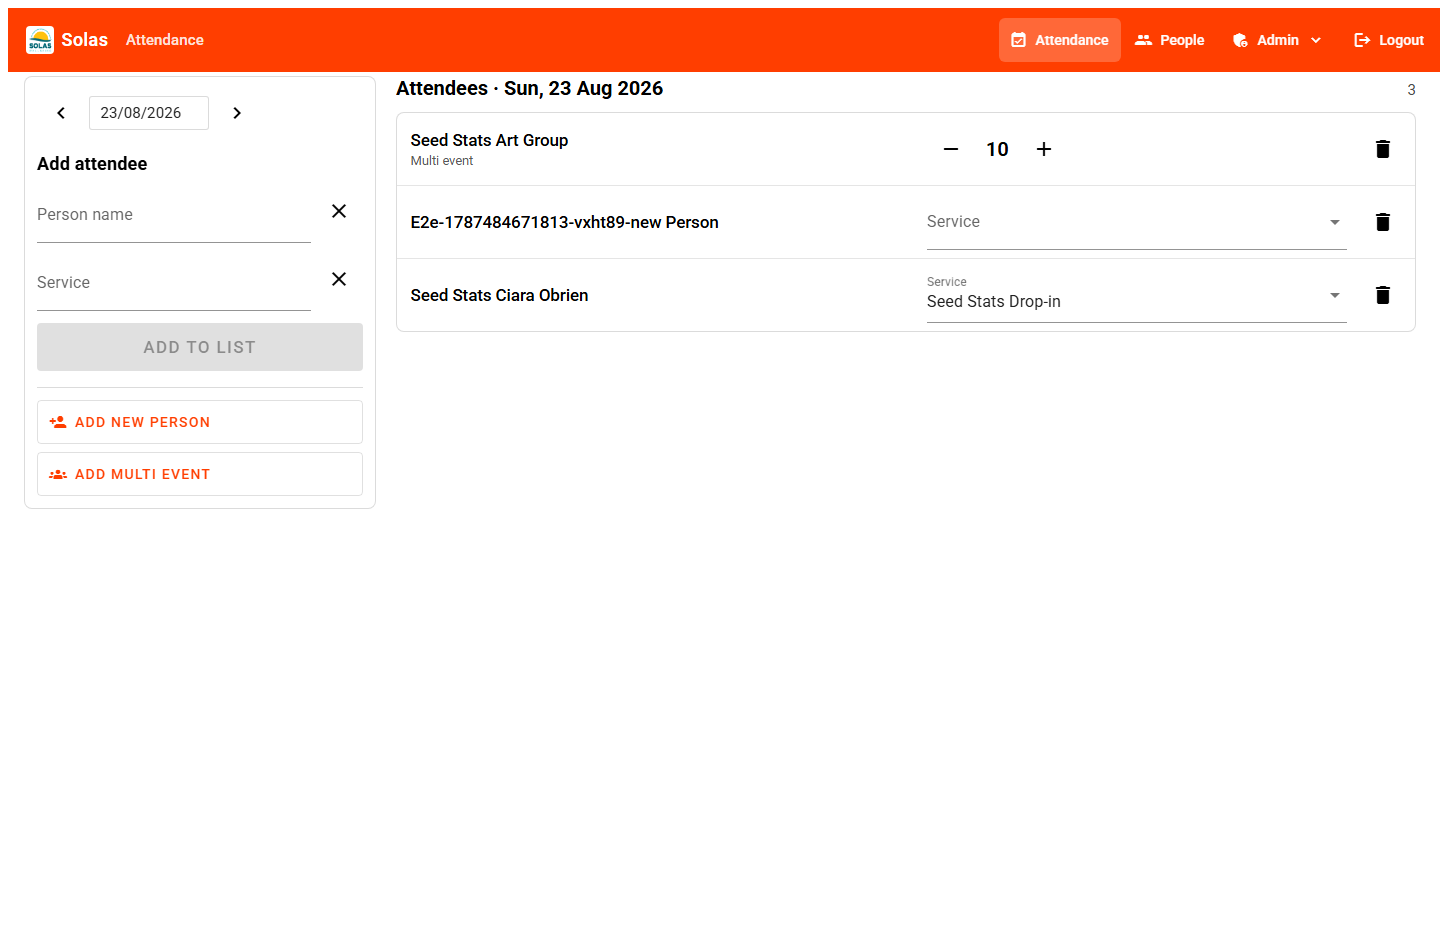 SOLAS
Solas Attendance
Attendance People Admin Logout
23/08/2026
Add attendee
Person name
Service
ADD TO LIST
ADD NEW PERSON
ADD MULTI EVENT
Attendees · Sun, 23 Aug 2026 3
Seed Stats Art Group
Multi event
10
E2e-1787484671813-vxht89-new Person
Service
Seed Stats Ciara Obrien
Service
Seed Stats Drop-in